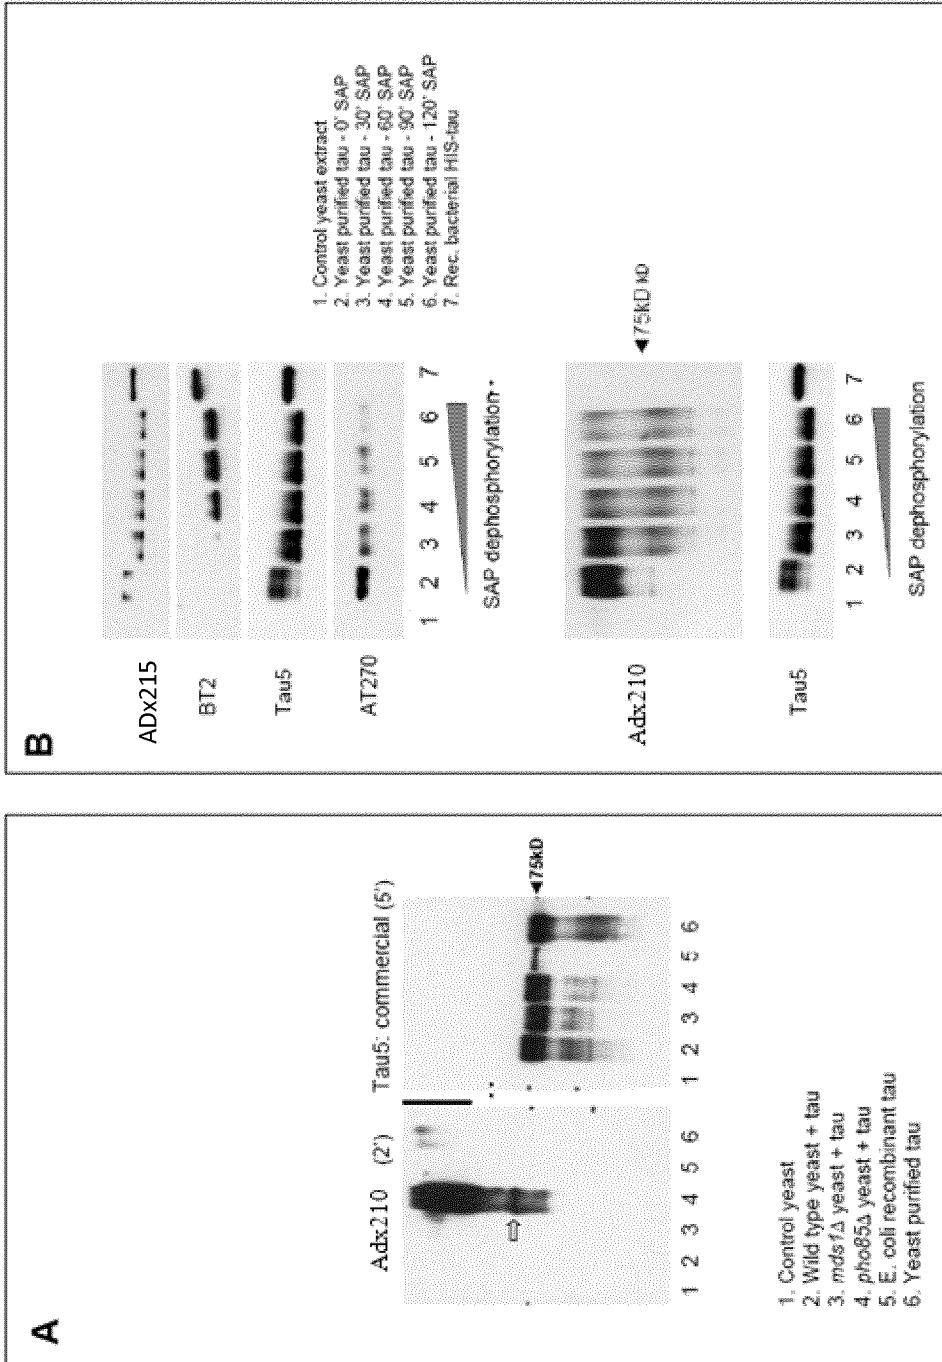 A
Adx210 (2')
Tau5: commercial (5')
◄75kD
1 2 3 4 5 6
1 2 3 4 5 6
1. Control yeast
2. Wild type yeast + tau
3. mds1Δ yeast + tau
4. pho85Δ yeast + tau
5. E. coli recombinant tau
6. Yeast purified tau
B
ADx215
BT2
Tau5
AT270
1 2 3 4 5 6 7
SAP dephosphorylation
1. Control yeast extract
2. Yeast purified tau - 0' SAP
3. Yeast purified tau - 30' SAP
4. Yeast purified tau - 60' SAP
5. Yeast purified tau - 90' SAP
6. Yeast purified tau - 120' SAP
7. Rec. bacterial HIS-tau
Adx210
◄75kD kD
Tau5
1 2 3 4 5 6 7
SAP dephosphorylation